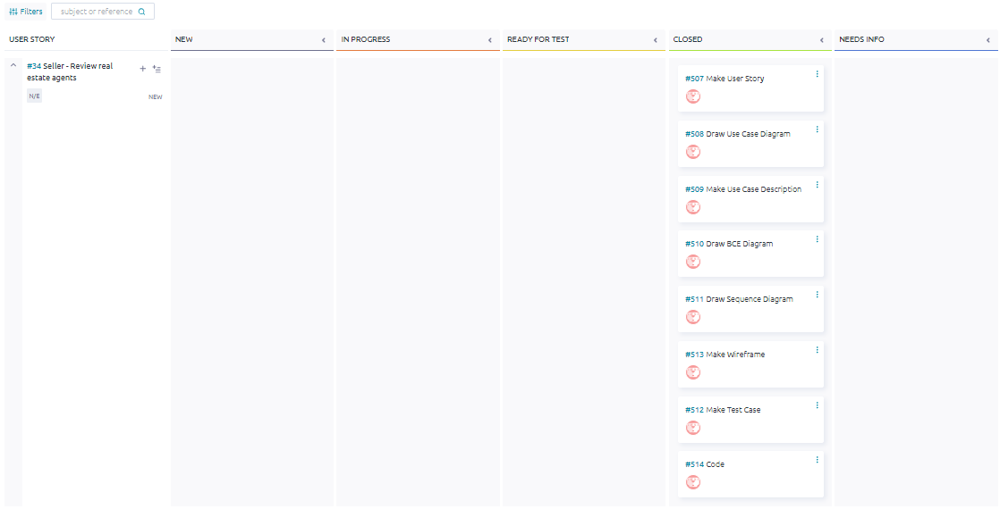 Filters
subject or reference
USER STORY
NEW
IN PROGRESS
READY FOR TEST
CLOSED
NEEDS INFO
#34 Seller - Review real
estate agents
N/E
NEW
#507 Make User Story
#508 Draw Use Case Diagram
#509 Make Use Case Description
#510 Draw BCE Diagram
#511 Draw Sequence Diagram
#513 Make Wireframe
#512 Make Test Case
#514 Code